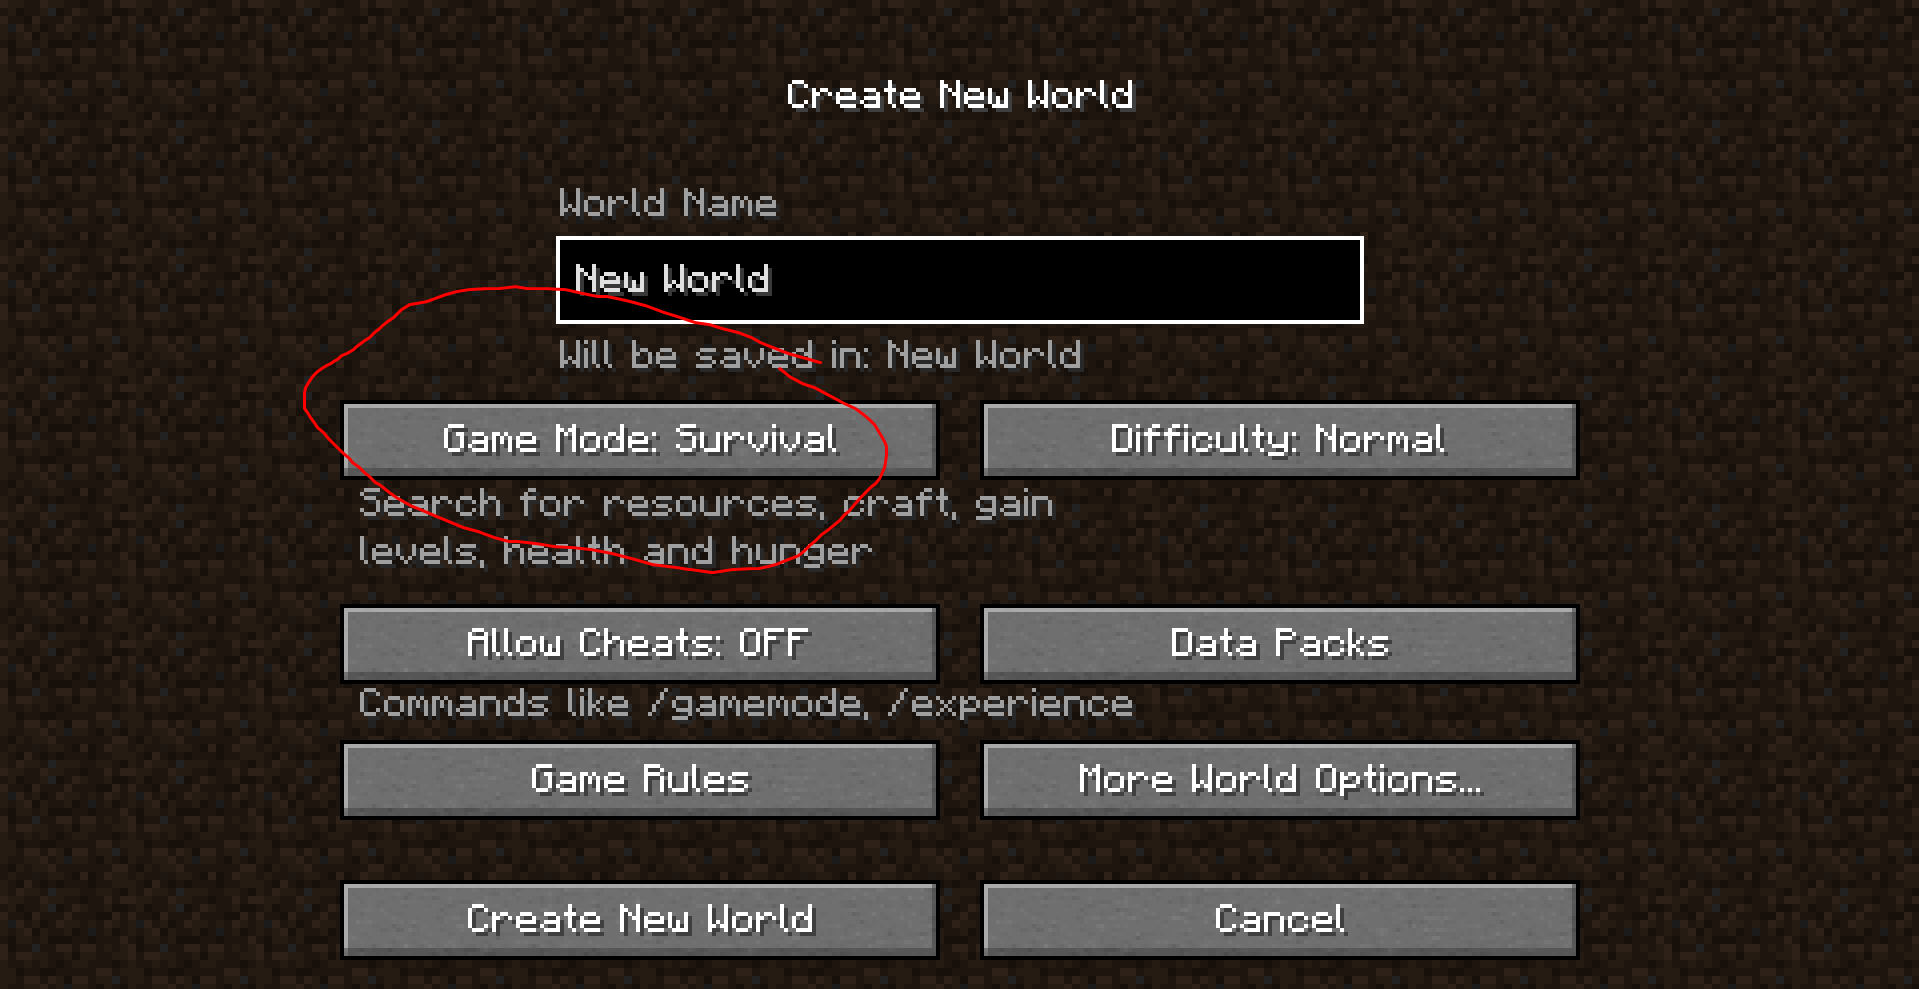 Create New World
World Name
New World
Will be saved in: New World
Game Mode: Survival
Difficulty: Normal
Search for resources, craft, gain
levels, health and hunger
Allow Cheats: OFF
Data Packs
Commands like /gamemode, /experience
Game Rules
More World Options...
Create New World
Cancel